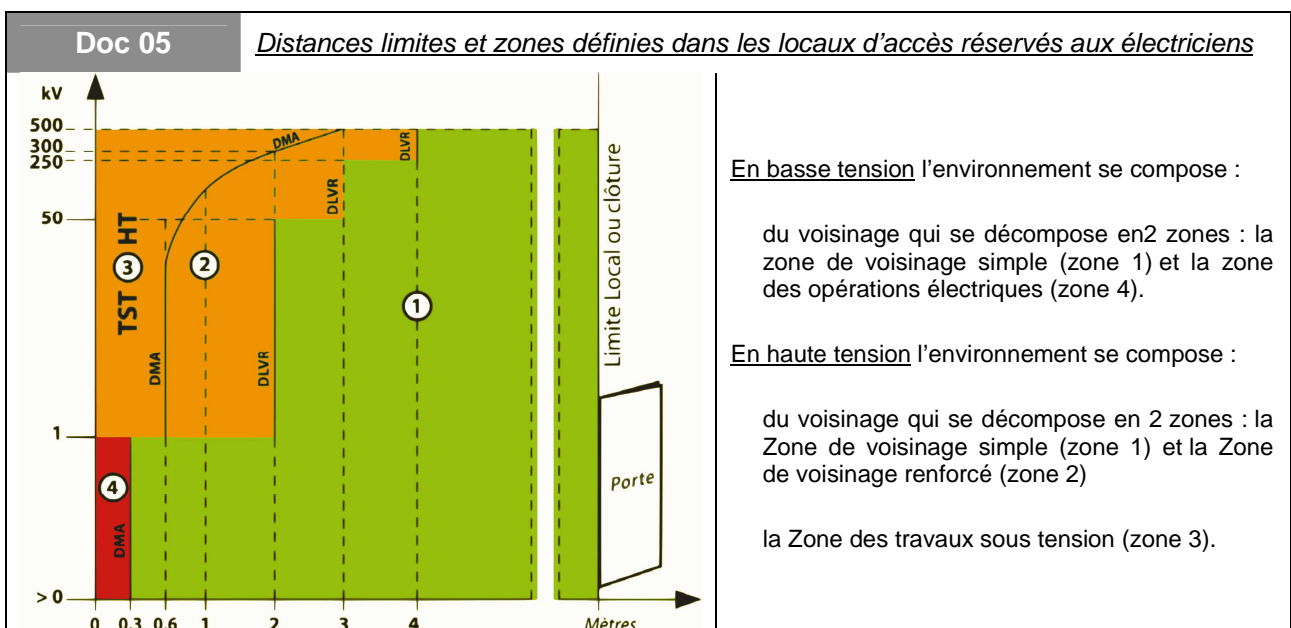 Doc 05
Distances limites et zones définies dans les locaux d'accès réservés aux électriciens
kV
500
300
250
50
1
> 0
DMA
DLVR
DLVR
TST HT
3
2
1
DMA
DLVR
4
DMA
Limite Local ou clôture
Porte
0 0.3 0.6 1 2 3 4 Mètres
En basse tension l'environnement se compose :
du voisinage qui se décompose en2 zones : la
zone de voisinage simple (zone 1) et la zone
des opérations électriques (zone 4).
En haute tension l'environnement se compose :
du voisinage qui se décompose en 2 zones : la
Zone de voisinage simple (zone 1) et la Zone
de voisinage renforcé (zone 2)
la Zone des travaux sous tension (zone 3).